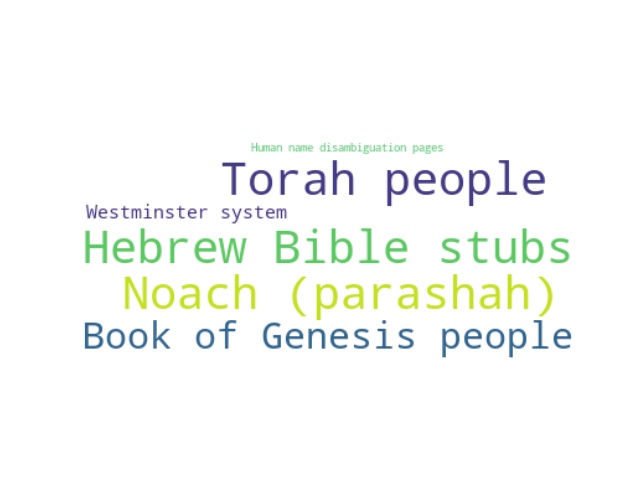 Human name disambiguation pages
Torah people
Westminster system
Hebrew Bible stubs
Noach (parashah)
Book of Genesis people